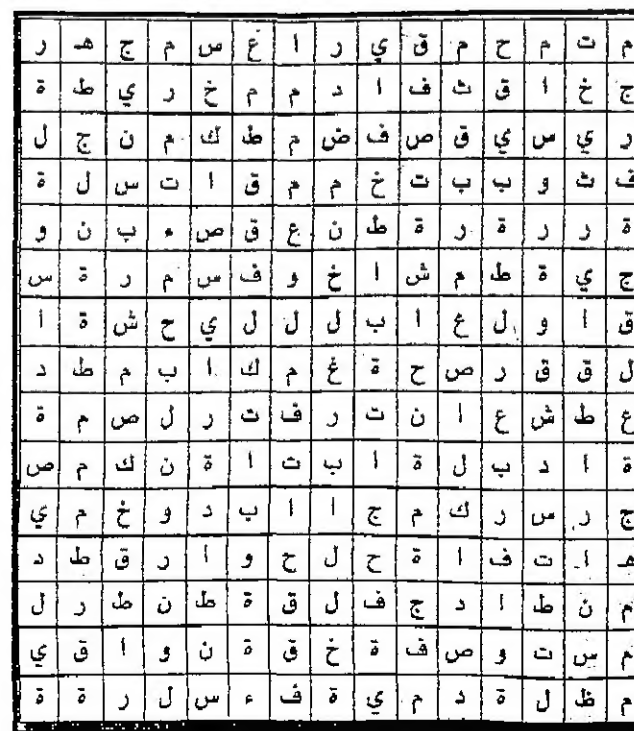 م ت م ح م ق ي ر ا ع س م ج هـ ر
ج خ ا ق ث ف ا د م م خ ر ي ط ة
ر ي س ي ق ص ف ض م ط ك م ن ج ل
ف ث و ب ب ت خ م م ق ا ت س ل ة
ة ر ر ة ر ة ط ن ع ق ص ء ب ن و
ج ي ة ط م ش ا خ و ف س م ر ة س
ق ا و ل ع ا ب ل ل ل ي ح ش ة ا
ل ق ق ر ص ح ة غ م ك ا ب م ط د
ع ط ش ع ا ن ت ر ف ت ر ل ص م ة
ة ا د ب ل ة ا ب ت ا ة ن ك م ص
ج ر س ر ك م ج ا ا ب د و خ م ي
هـ ا ت ف ا ة ح ل ح و ا ر ق ط د
م ن ط ا د ج ف ل ق ة ط ن ط ر ل
م س ت و ص ف ة خ ق ة ن و ا ق ي
م ظ ل ة د م ي ة ف ء س ل ر ة ة